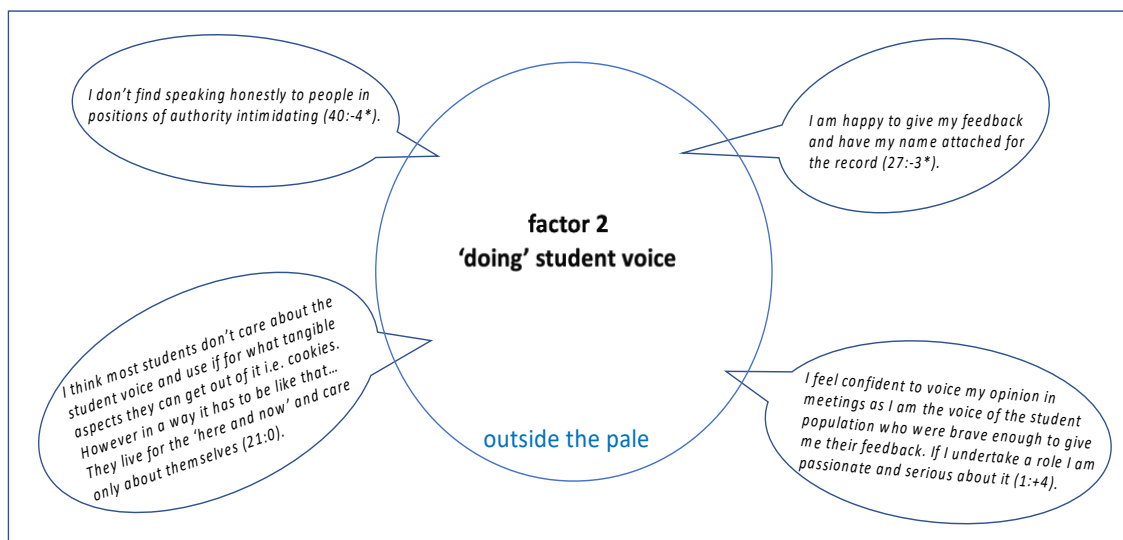 I don't find speaking honestly to people in
positions of authority intimidating (40:-4*).
I am happy to give my feedback
and have my name attached for
the record (27:-3*).
factor 2
'doing' student voice
I think most students don't care about the
student voice and use if for what tangible
aspects they can get out of it i.e. cookies.
However in a way it has to be like that…
They live for the 'here and now' and care
only about themselves (21:0).
outside the pale
I feel confident to voice my opinion in
meetings as I am the voice of the student
population who were brave enough to give
me their feedback. If I undertake a role I am
passionate and serious about it (1:+4).